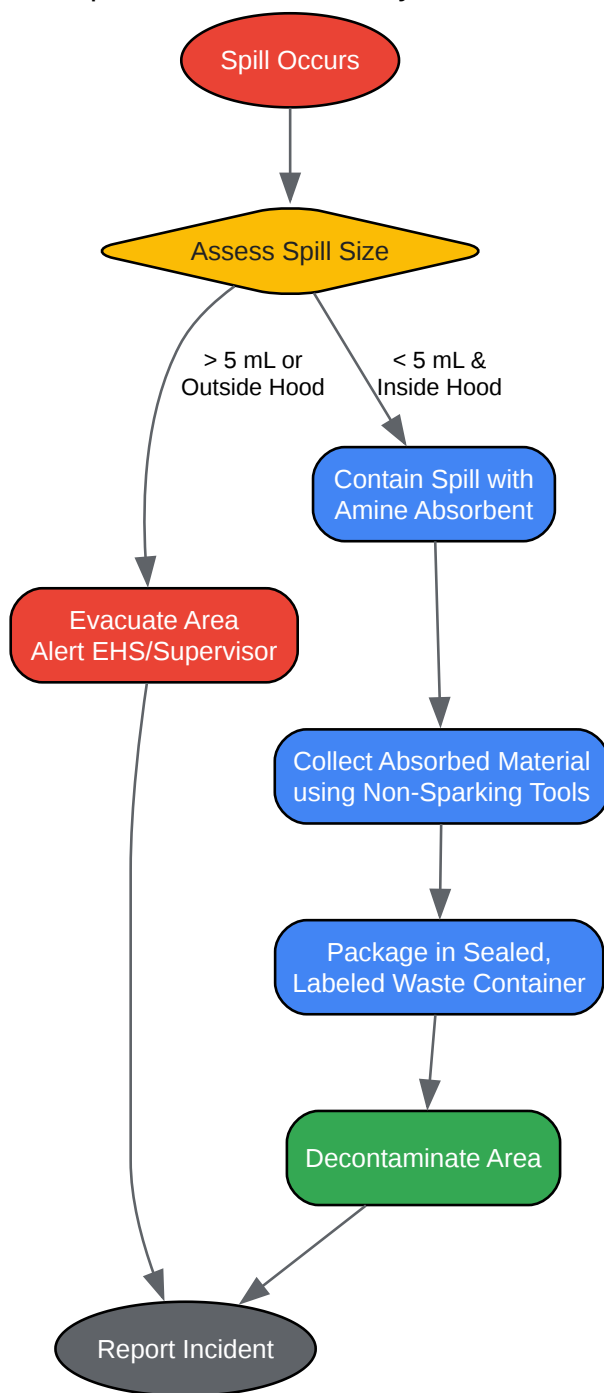 Spill Occurs
Assess Spill Size
> 5 mL or
Outside Hood
< 5 mL &
Inside Hood
Contain Spill with
Amine Absorbent
Evacuate Area
Alert EHS/Supervisor
Collect Absorbed Material
using Non-Sparking Tools
Package in Sealed,
Labeled Waste Container
Decontaminate Area
Report Incident